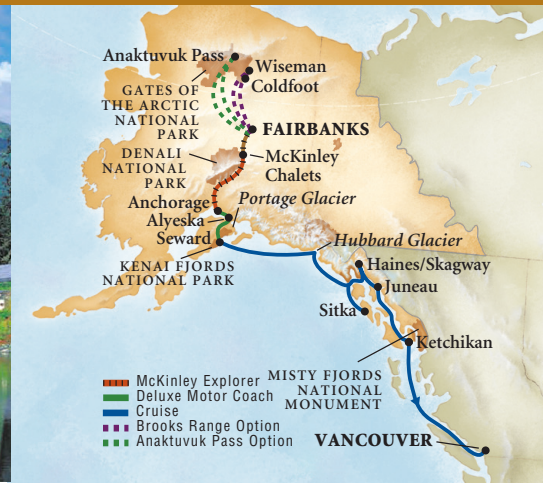 Anaktuvuk Pass
Wiseman
Coldfoot
GATES OF
THE ARCTIC
NATIONAL
PARK
FAIRBANKS
DENALI
NATIONAL
PARK
McKinley
Chalets
Anchorage
Portage Glacier
Alyeska
Seward
Hubbard Glacier
KENAI FJORDS
NATIONAL PARK
Haines/Skagway
Juneau
Sitka
Ketchikan
MISTY FJORDS
NATIONAL
MONUMENT
McKinley Explorer
Deluxe Motor Coach
Cruise
Brooks Range Option
Anaktuvuk Pass Option
VANCOUVER